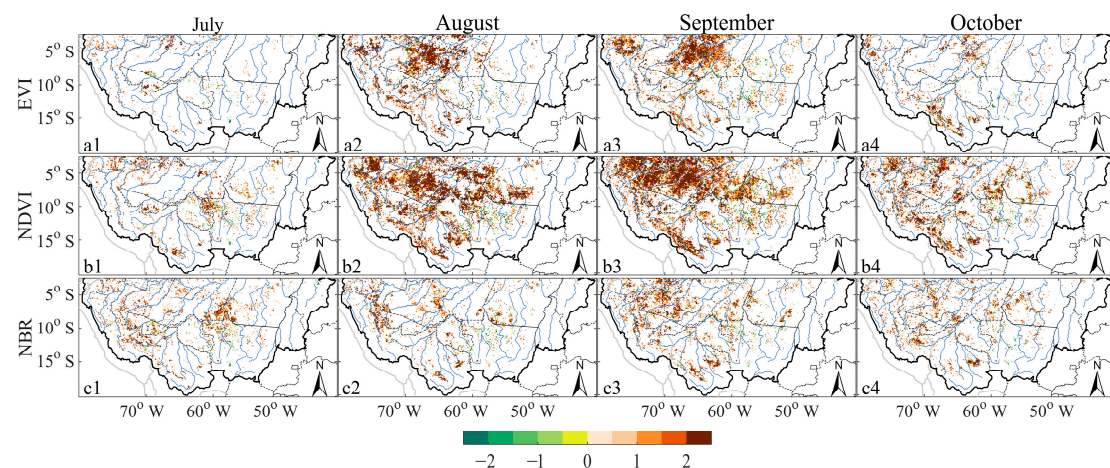 July August September October
EVI 5° S 10° S 15° S
N N N N
a1 a2 a3 a4
NDVI 5° S 10° S 15° S
N N N N
b1 b2 b3 b4
NBR 5° S 10° S 15° S
N N N N
c1 c2 c3 c4
70° W 60° W 50° W 70° W 60° W 50° W 70° W 60° W 50° W 70° W 60° W 50° W
−2 −1 0 1 2